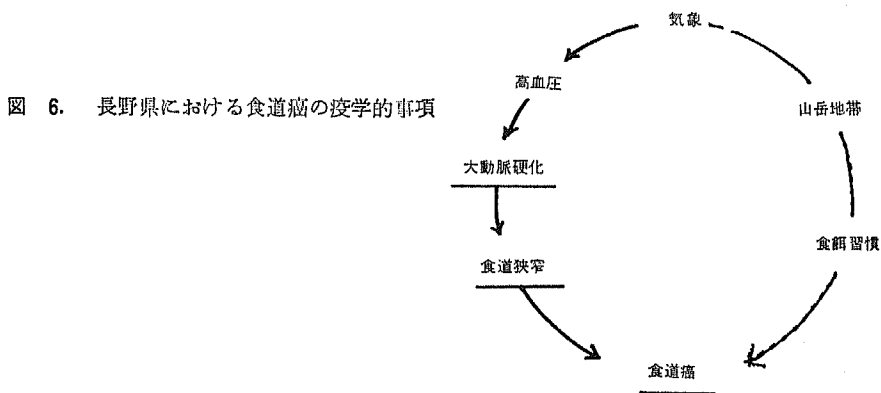 図 6. 長野県における食道癌の疫学的事項
気象
高血圧
山岳地帯
大動脈硬化
食餌習慣
食道狭窄
食道癌